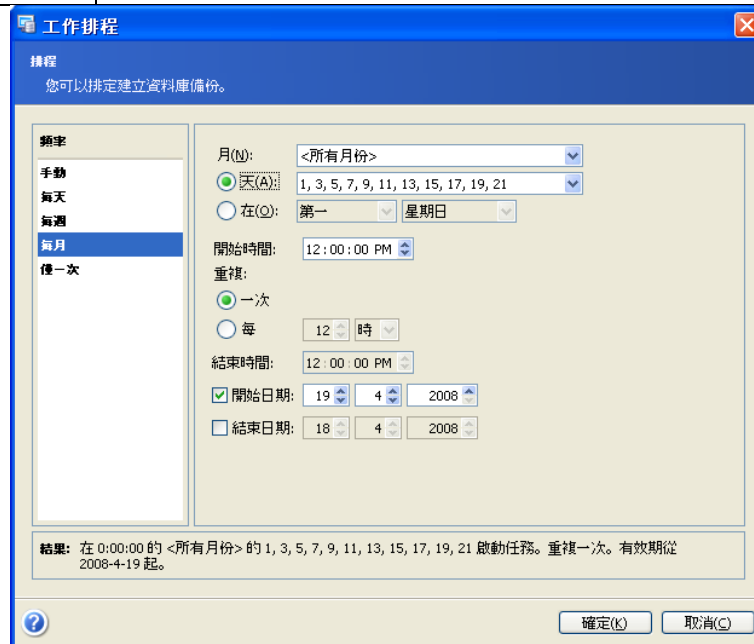 工作排程
排程
您可以排定建立資料庫備份。
頻率
手動
每天
每週
每月
僅一次
月(N): <所有月份>
天(A): 1, 3, 5, 7, 9, 11, 13, 15, 17, 19, 21
在(O): 第一 星期日
開始時間: 12:00:00 PM
重複:
一次
每 12 時
結束時間: 12:00:00 PM
開始日期: 19 4 2008
結束日期: 18 4 2008
結果: 在 0:00:00 的 <所有月份> 的 1, 3, 5, 7, 9, 11, 13, 15, 17, 19, 21 啟動任務。重複一次。有效期從
2008-4-19 起。
確定(K) 取消(C)